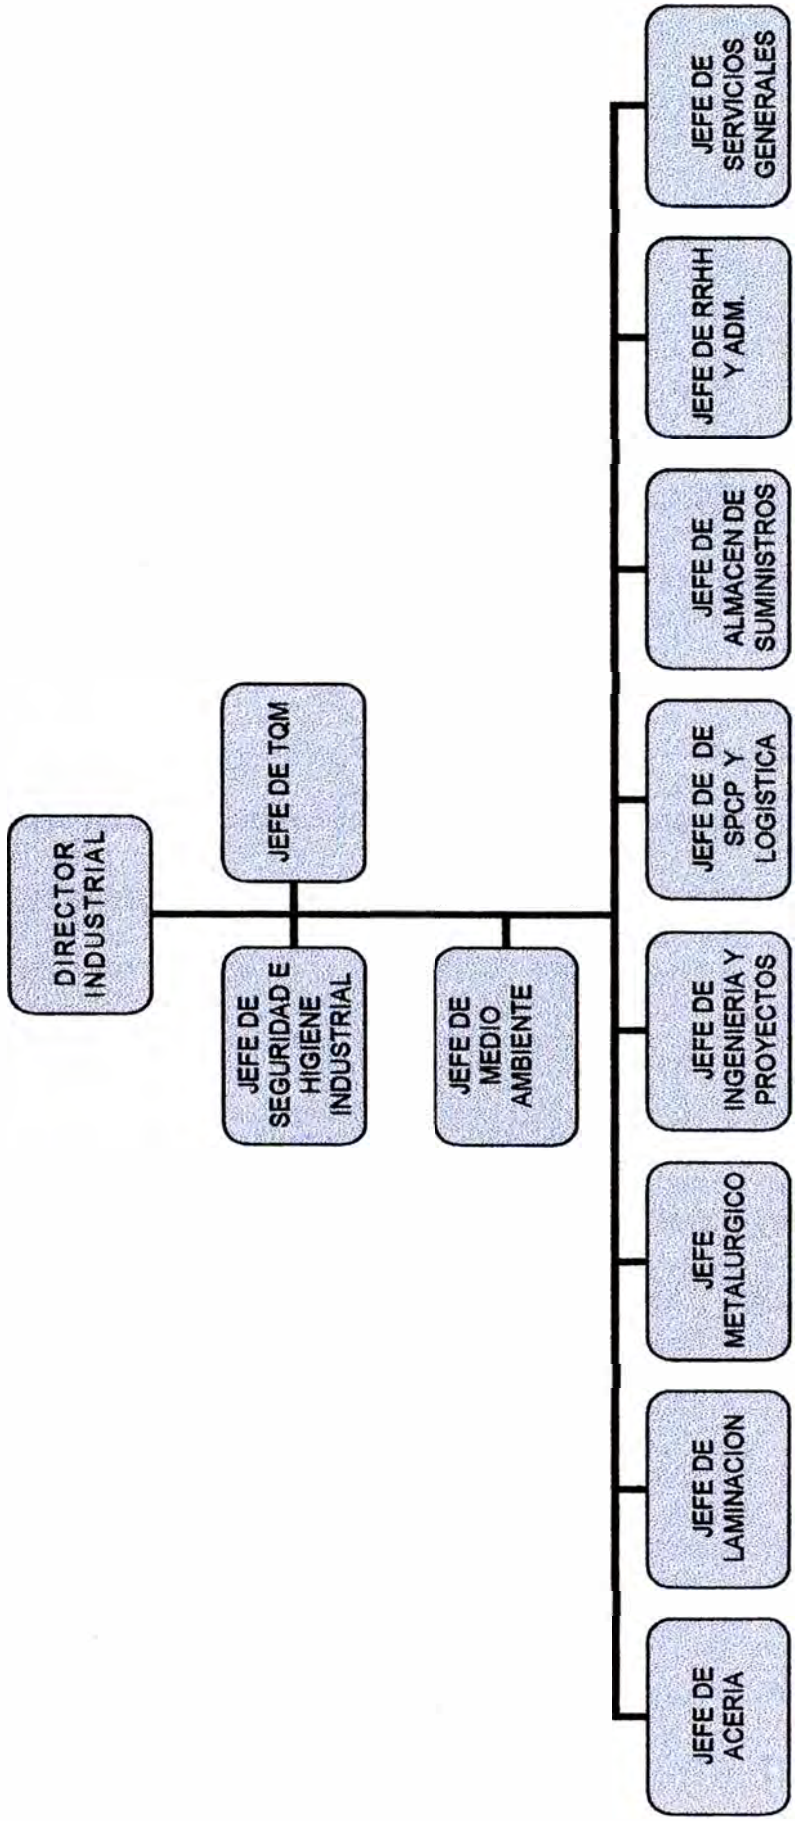 DIRECTOR
INDUSTRIAL
JEFE DE
SEGURIDAD E
HIGIENE
INDUSTRIAL
JEFE DE TQM
JEFE DE
MEDIO
AMBIENTE
JEFE DE
ACERIA
JEFE DE
LAMINACION
JEFE
METALURGICO
JEFE DE
INGENIERIA Y
PROYECTOS
JEFE DE DE
SPCP Y
LOGISTICA
JEFE DE
ALMACEN DE
SUMINISTROS
JEFE DE RRHH
Y ADM.
JEFE DE
SERVICIOS
GENERALES